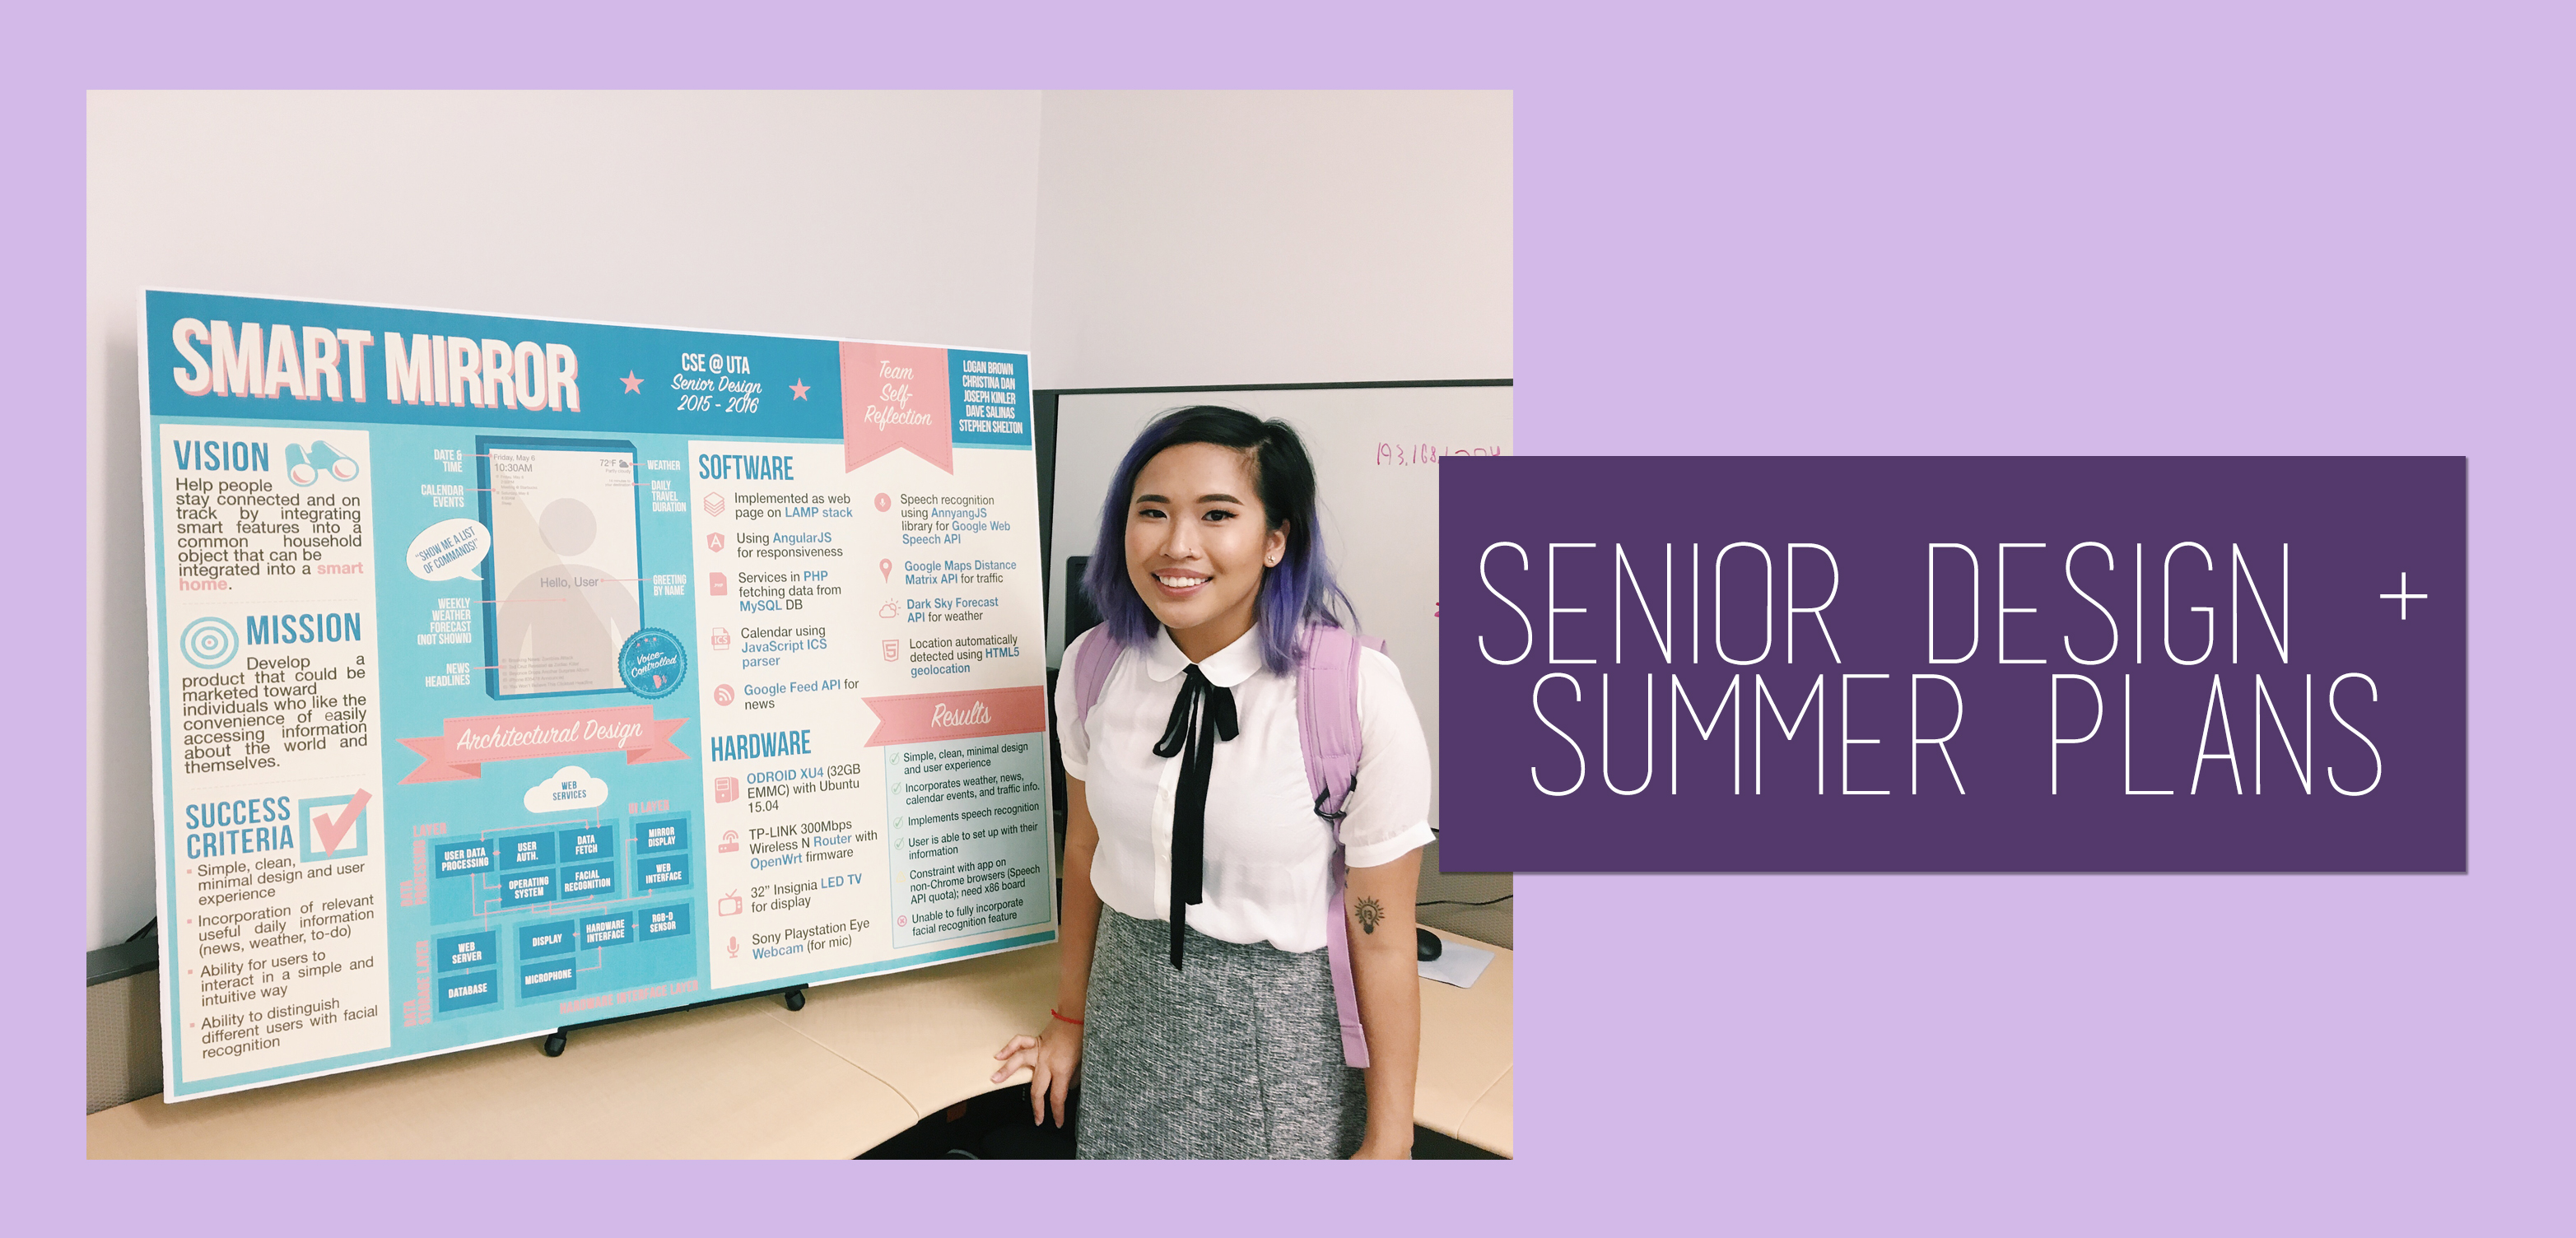 SMART MIRROR
CSE @ UTA
Senior Design
2015 - 2016
Team
Self-
Reflection
LOGAN BROWN
CHRISTINA DAN
JOSEPH KINLER
DAVE SALINAS
STEPHEN SHELTON
VISION
Help people
stay connected and on
track by integrating
smart features into a
common household
object that can be
integrated into a smart
home.
MISSION
Develop a
product that could be
marketed toward
individuals who like the
convenience of easily
accessing information
about the world and
themselves.
SUCCESS
CRITERIA
Simple, clean,
minimal design and user
experience
Incorporation of relevant
useful daily information
(news, weather, to-do)
Ability for users to
interact in a simple and
intuitive way
Ability to distinguish
different users with facial
recognition
DATE &
TIME
CALENDAR
EVENTS
"SHOW ME A LIST
OF COMMANDS!"
WEEKLY
WEATHER
FORECAST
(NOT SHOWN)
NEWS
HEADLINES
Friday, May 6
10:30AM
72°F
Hello, User
WEATHER
DAILY
TRAVEL
DURATION
GREETING
BY NAME
Voice-
Controlled
Architectural Design
WEB
SERVICES
UI LAYER
USER DATA
PROCESSING
USER
AUTH.
DATA
FETCH
MIRROR
DISPLAY
OPERATING
SYSTEM
FACIAL
RECOGNITION
WEB
INTERFACE
WEB
SERVER
DATABASE
DISPLAY
HARDWARE
INTERFACE
RGB-D
SENSOR
MICROPHONE
HARDWARE INTERFACE LAYER
SOFTWARE
Implemented as web
page on LAMP stack
Using AngularJS
for responsiveness
Services in PHP
fetching data from
MySQL DB
Calendar using
JavaScript ICS
parser
Google Feed API for
news
Speech recognition
using AnnyangJS
library for Google Web
Speech API
Google Maps Distance
Matrix API for traffic
Dark Sky Forecast
API for weather
Location automatically
detected using HTML5
geolocation
HARDWARE
ODROID XU4 (32GB
EMMC) with Ubuntu
15.04
TP-LINK 300Mbps
Wireless N Router with
OpenWrt firmware
32" Insignia LED TV
for display
Sony Playstation Eye
Webcam (for mic)
Results
Simple, clean, minimal design
and user experience
Incorporates weather, news,
calendar events, and traffic info.
Implements speech recognition
User is able to set up with their
information
Constraint with app on
non-Chrome browsers (Speech
API quota); need x86 board
Unable to fully incorporate
facial recognition feature
SENIOR DESIGN +
SUMMER PLANS